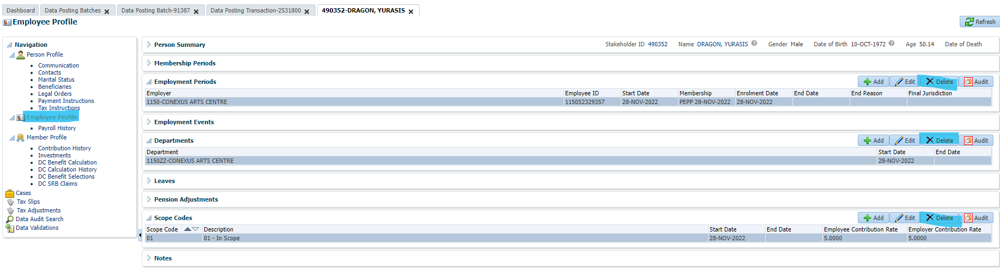 Dashboard Data Posting Batches Data Posting Batch-91387 Data Posting Transaction-2531800 490352-DRAGON, YURASIS
Employee Profile
Refresh
Navigation
Person Profile
Communication
Contacts
Marital Status
Beneficiaries
Legal Orders
Payment Instructions
Tax Instructions
Employee Profile
Payroll History
Member Profile
Contribution History
Investments
DC Benefit Calculation
DC Calculation History
DC Benefit Selections
DC SRB Claims
Cases
Tax Slips
Tax Adjustments
Data Audit Search
Data Validations
Person Summary Stakeholder ID 490352 Name DRAGON, YURASIS Gender Male Date of Birth 10-OCT-1972 Age 50.14 Date of Death
Membership Periods
Employment Periods Add Edit Delete Audit
Employer Employee ID Start Date Membership Enrolment Date End Date End Reason Final Jurisdiction
1150-CONEXUS ARTS CENTRE 1150S2329357 28-NOV-2022 PEPP 28-NOV-2022 28-NOV-2022
Employment Events
Departments Add Edit Delete Audit
Department Start Date End Date
1150ZZ-CONEXUS ARTS CENTRE 28-NOV-2022
Leaves
Pension Adjustments
Scope Codes Add Edit Delete Audit
Scope Code Description Start Date End Date Employee Contribution Rate Employer Contribution Rate
01 01 - In Scope 28-NOV-2022 5.0000 5.0000
Notes